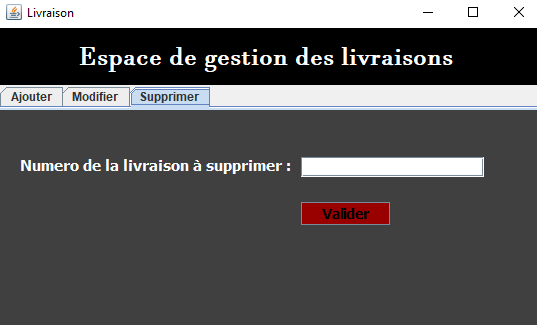 Livraison
Espace de gestion des livraisons
Ajouter Modifier Supprimer
Numero de la livraison à supprimer :
Valider